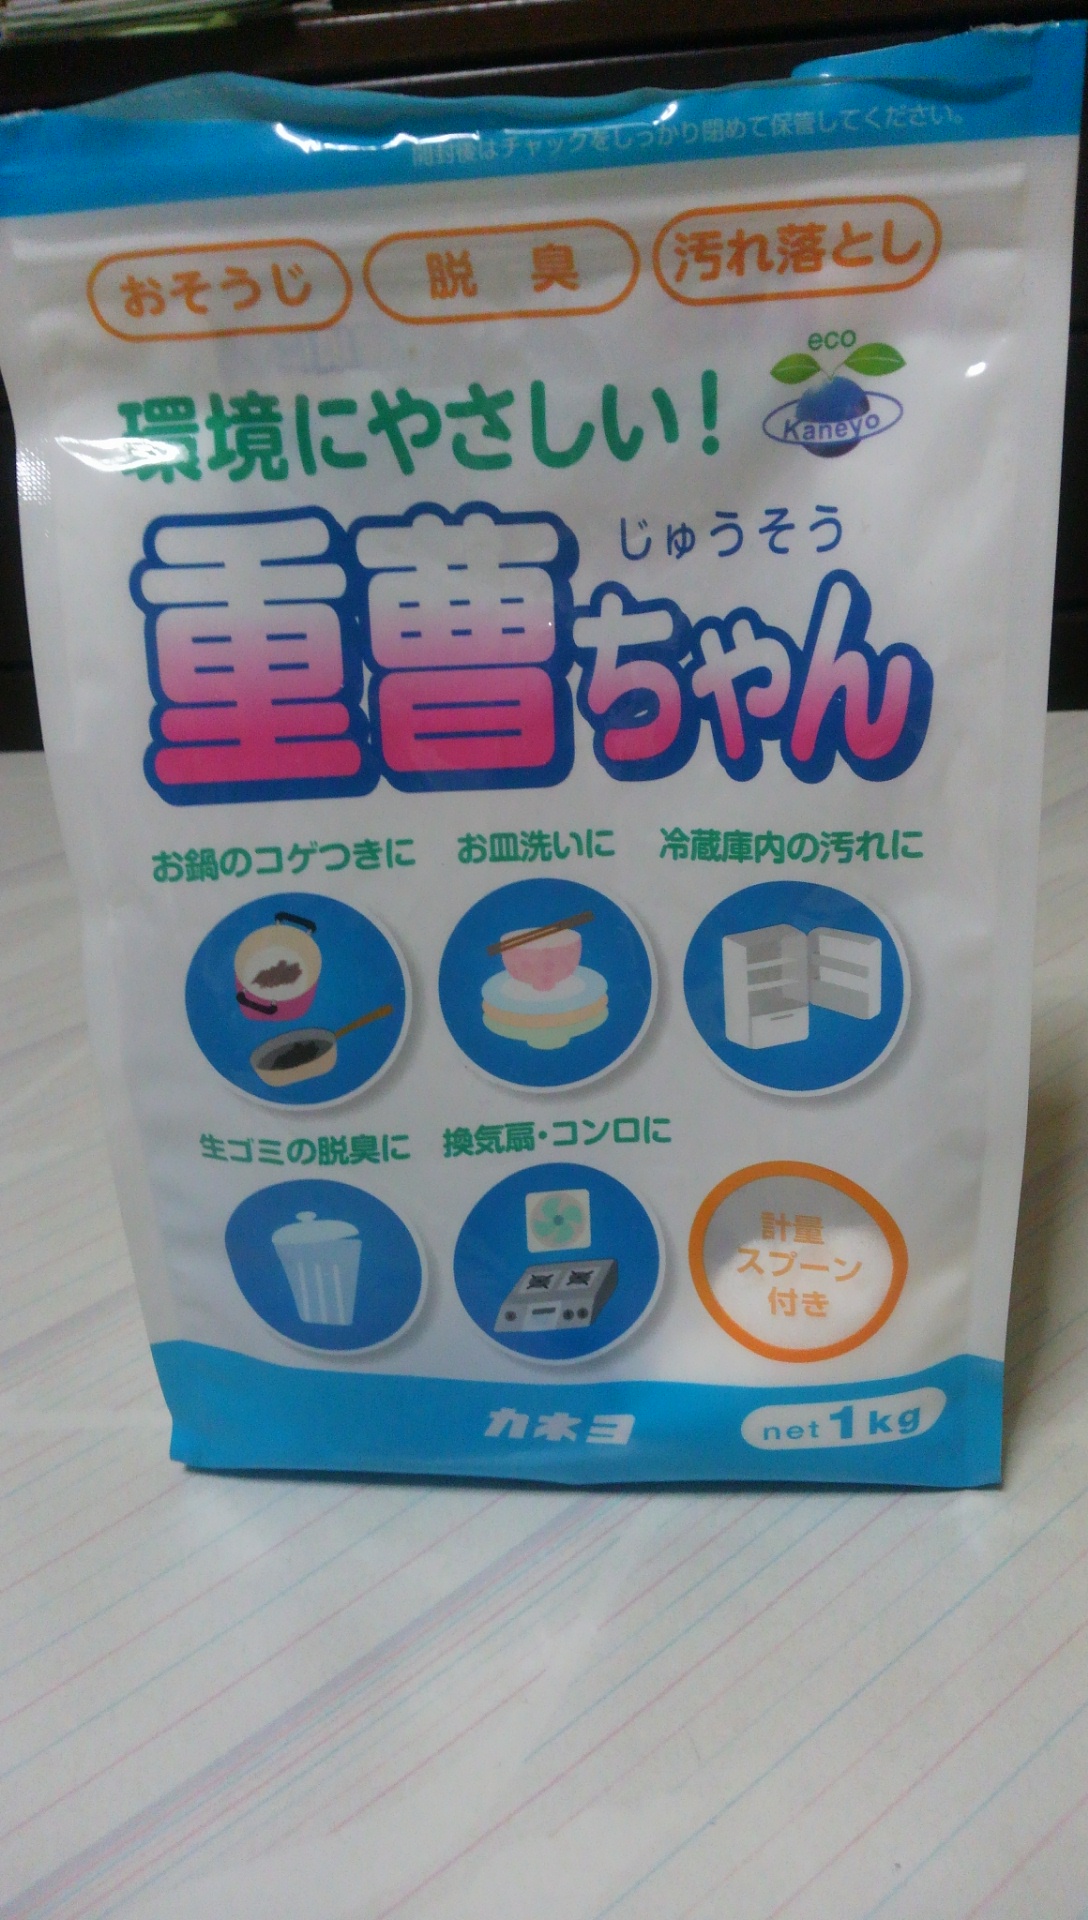 開封後はチャックをしっかり閉めて保管してください。
おそうじ
脱臭
汚れ落とし
eco
Kaneyo
環境にやさしい！
じゅうそう
重曹ちゃん
お鍋のコゲつきに
お皿洗いに
冷蔵庫内の汚れに
生ゴミの脱臭に
換気扇・コンロに
計量
スプーン
付き
カネヨ
net 1kg